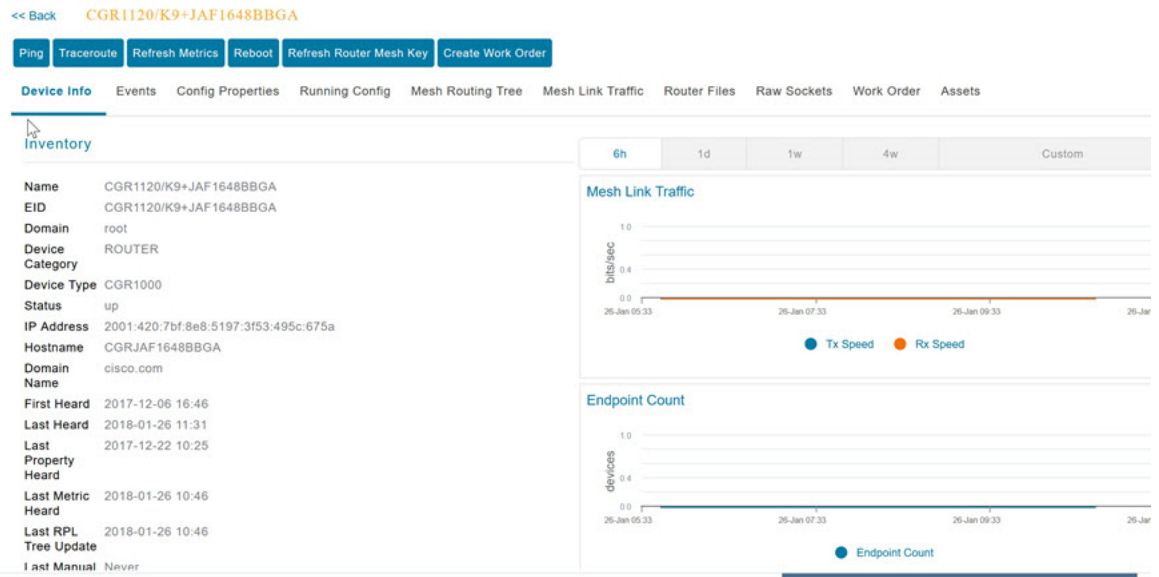 << Back CGR1120/K9+JAF1648BBGA
Ping Traceroute Refresh Metrics Reboot Refresh Router Mesh Key Create Work Order
Device Info Events Config Properties Running Config Mesh Routing Tree Mesh Link Traffic Router Files Raw Sockets Work Order Assets
Inventory
Name CGR1120/K9+JAF1648BBGA
EID CGR1120/K9+JAF1648BBGA
Domain root
Device Category ROUTER
Device Type CGR1000
Status up
IP Address 2001:420:7bf:8e8:5197:3f53:495c:675a
Hostname CGRJAF1648BBGA
Domain Name cisco.com
First Heard 2017-12-06 16:46
Last Heard 2018-01-26 11:31
Last Property Heard 2017-12-22 10:25
Last Metric Heard 2018-01-26 10:46
Last RPL Tree Update 2018-01-26 10:46
Last Manual Never
6h 1d 1w 4w Custom
Mesh Link Traffic
bits/sec
1.0
0.4
0.0
26-Jan 05:33 26-Jan 07:33 26-Jan 09:33 26-Jan
Tx Speed Rx Speed
Endpoint Count
devices
1.0
0.4
0.0
26-Jan 05:33 26-Jan 07:33 26-Jan 09:33 26-Jan
Endpoint Count